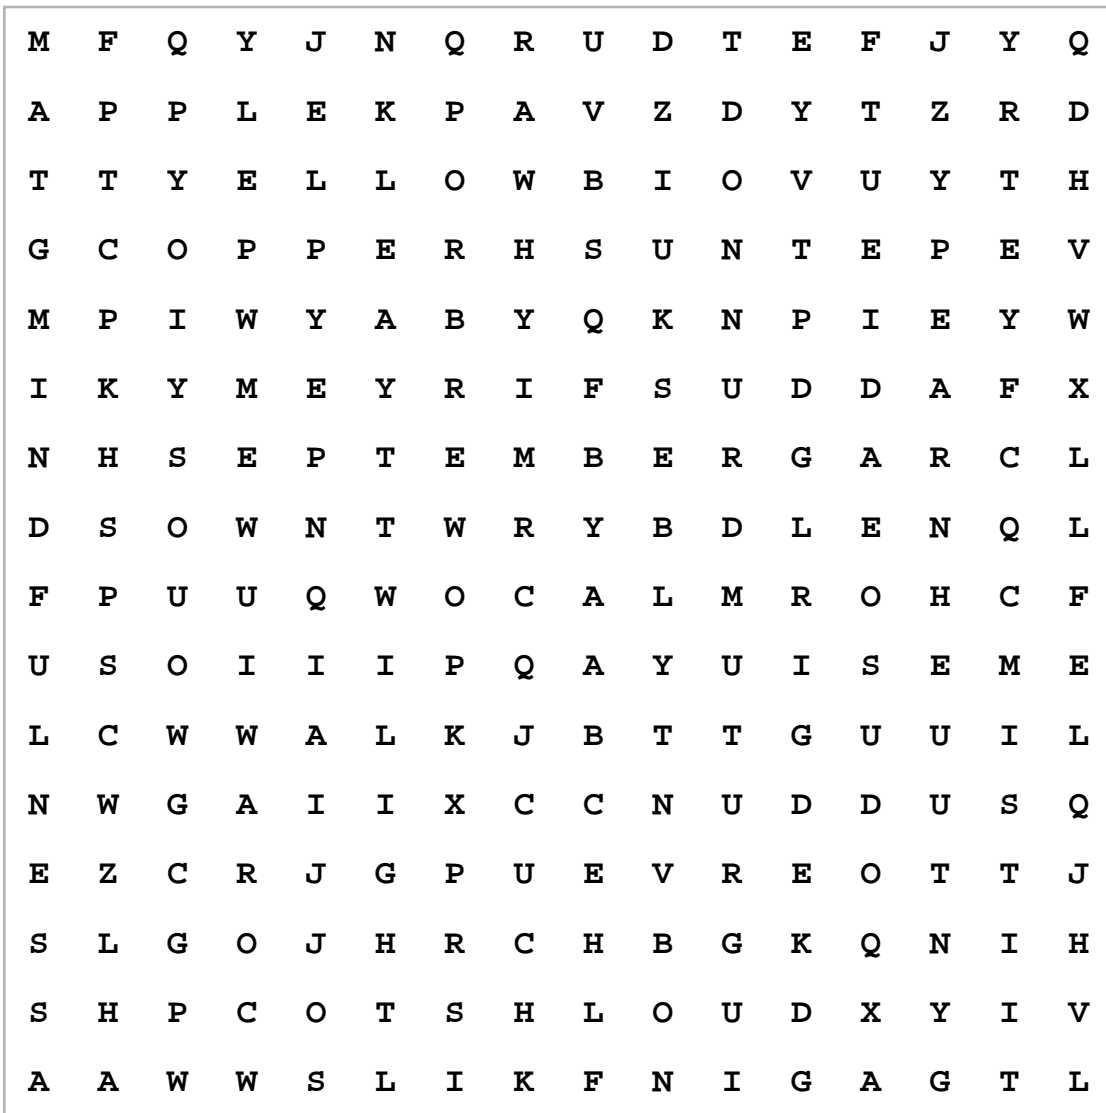 M F Q Y J N Q R U D T E F J Y Q
A P P L E K P A V Z D Y T Z R D
T T Y E L L O W B I O V U Y T H
G C O P P E R H S U N T E P E V
M P I W Y A B Y Q K N P I E Y W
I K Y M E Y R I F S U D D A F X
N H S E P T E M B E R G A R C L
D S O W N T W R Y B D L E N Q L
F P U U Q W O C A L M R O H C F
U S O I I I P Q A Y U I S E M E
L C W W A L K J B T T G U U I L
N W G A I I X C C N U D D U S Q
E Z C R J G P U E V R E O T T J
S L G O J H R C H B G K Q N I H
S H P C O T S H L O U D X Y I V
A A W W S L I K F N I G A G T L